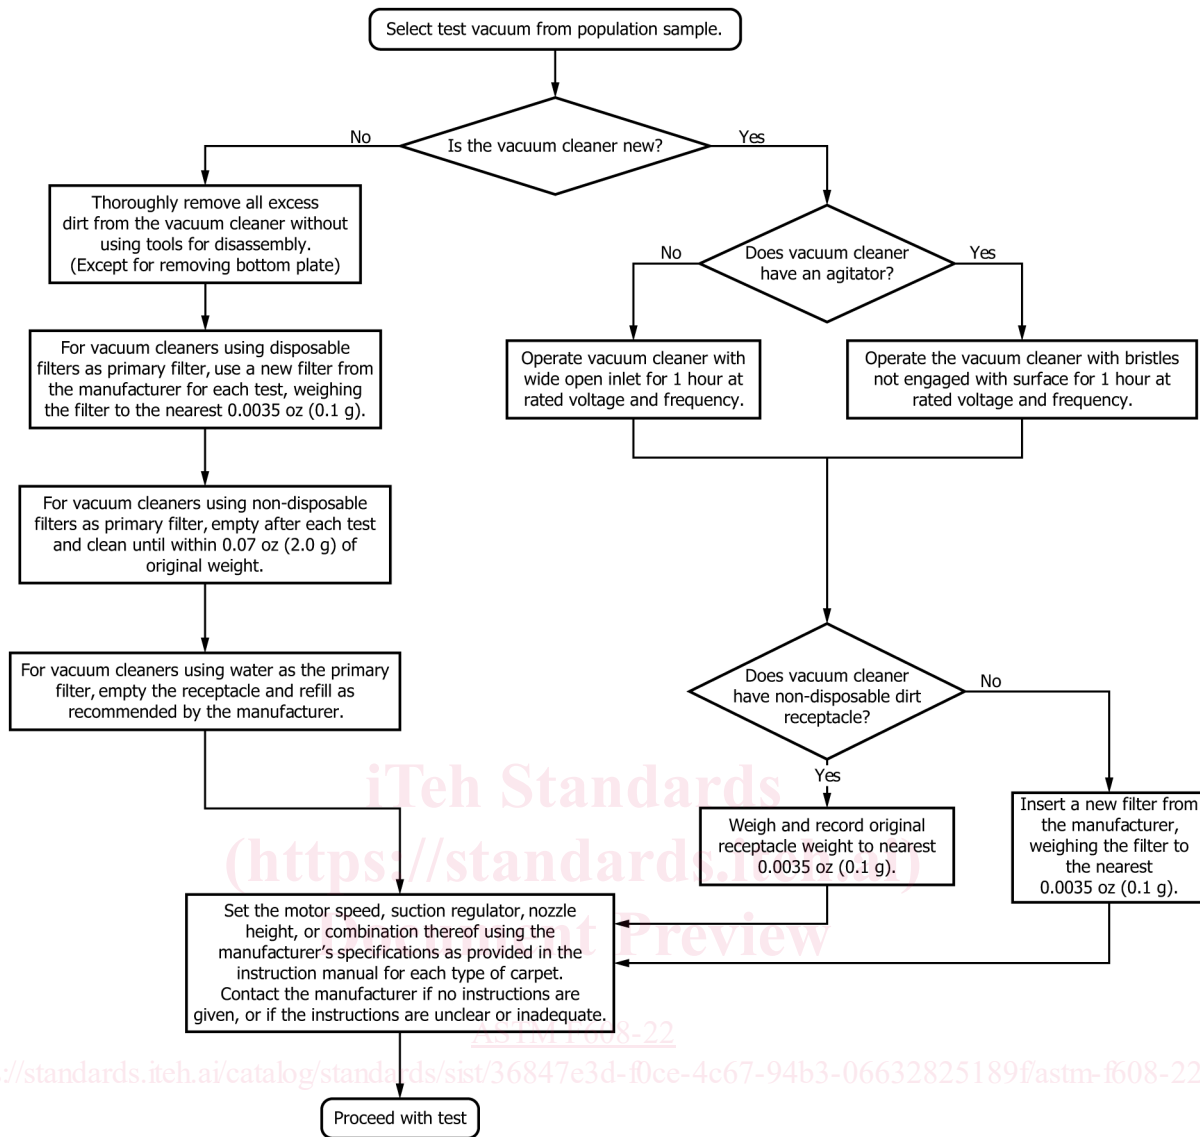 Select test vacuum from population sample.
Is the vacuum cleaner new?
No
Yes
Thoroughly remove all excess
dirt from the vacuum cleaner without
using tools for disassembly.
(Except for removing bottom plate)
For vacuum cleaners using disposable
filters as primary filter, use a new filter from
the manufacturer for each test, weighing
the filter to the nearest 0.0035 oz (0.1 g).
For vacuum cleaners using non-disposable
filters as primary filter, empty after each test
and clean until within 0.07 oz (2.0 g) of
original weight.
For vacuum cleaners using water as the primary
filter, empty the receptacle and refill as
recommended by the manufacturer.
Does vacuum cleaner
have an agitator?
No
Yes
Operate vacuum cleaner with
wide open inlet for 1 hour at
rated voltage and frequency.
Operate the vacuum cleaner with bristles
not engaged with surface for 1 hour at
rated voltage and frequency.
Does vacuum cleaner
have non-disposable dirt
receptacle?
No
Yes
Weigh and record original
receptacle weight to nearest
0.0035 oz (0.1 g).
Insert a new filter from
the manufacturer,
weighing the filter to
the nearest
0.0035 oz (0.1 g).
Set the motor speed, suction regulator, nozzle
height, or combination thereof using the
manufacturer's specifications as provided in the
instruction manual for each type of carpet.
Contact the manufacturer if no instructions are
given, or if the instructions are unclear or inadequate.
Proceed with test
iTeh Standards
(https://standards.iteh.ai)
Document Preview
ASTM F608-22
://standards.iteh.ai/catalog/standards/sist/36847e3d-f0ce-4c67-94b3-06632825189f/astm-f608-22